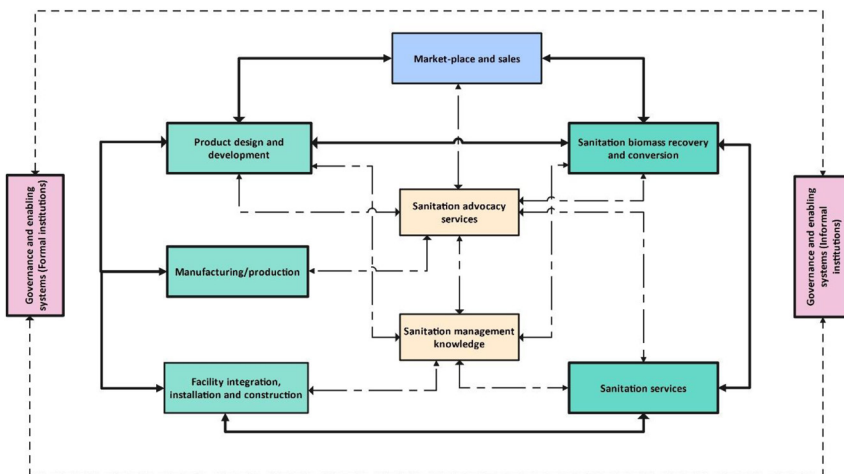 Market-place and sales
Product design and
development
Sanitation biomass recovery
and conversion
Governance and enabling
systems (Formal institutions)
Sanitation advocacy
services
Governance and enabling
systems (Informal
institutions)
Manufacturing/production
Sanitation management
knowledge
Facility integration,
installation and construction
Sanitation services